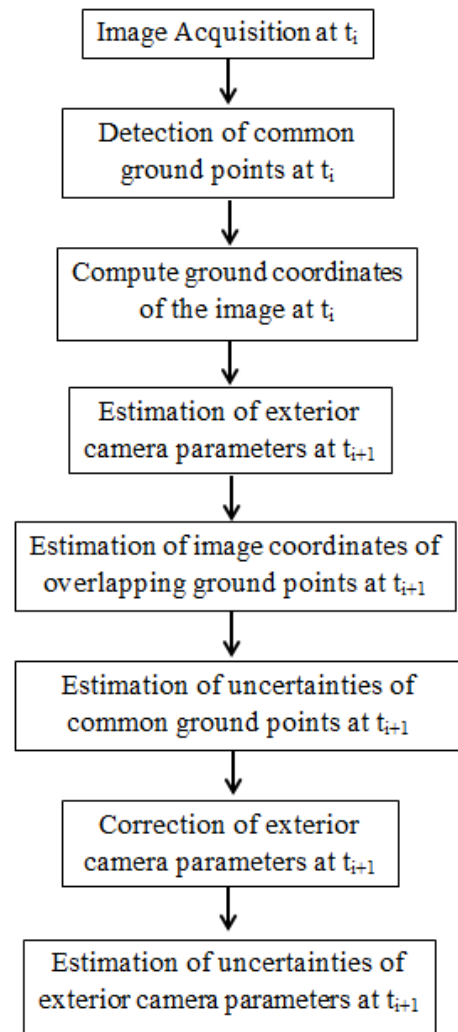 Image Acquisition at tᵢ
Detection of common
ground points at tᵢ
Compute ground coordinates
of the image at tᵢ
Estimation of exterior
camera parameters at tᵢ₊₁
Estimation of image coordinates of
overlapping ground points at tᵢ₊₁
Estimation of uncertainties of
common ground points at tᵢ₊₁
Correction of exterior
camera parameters at tᵢ₊₁
Estimation of uncertainties of
exterior camera parameters at tᵢ₊₁